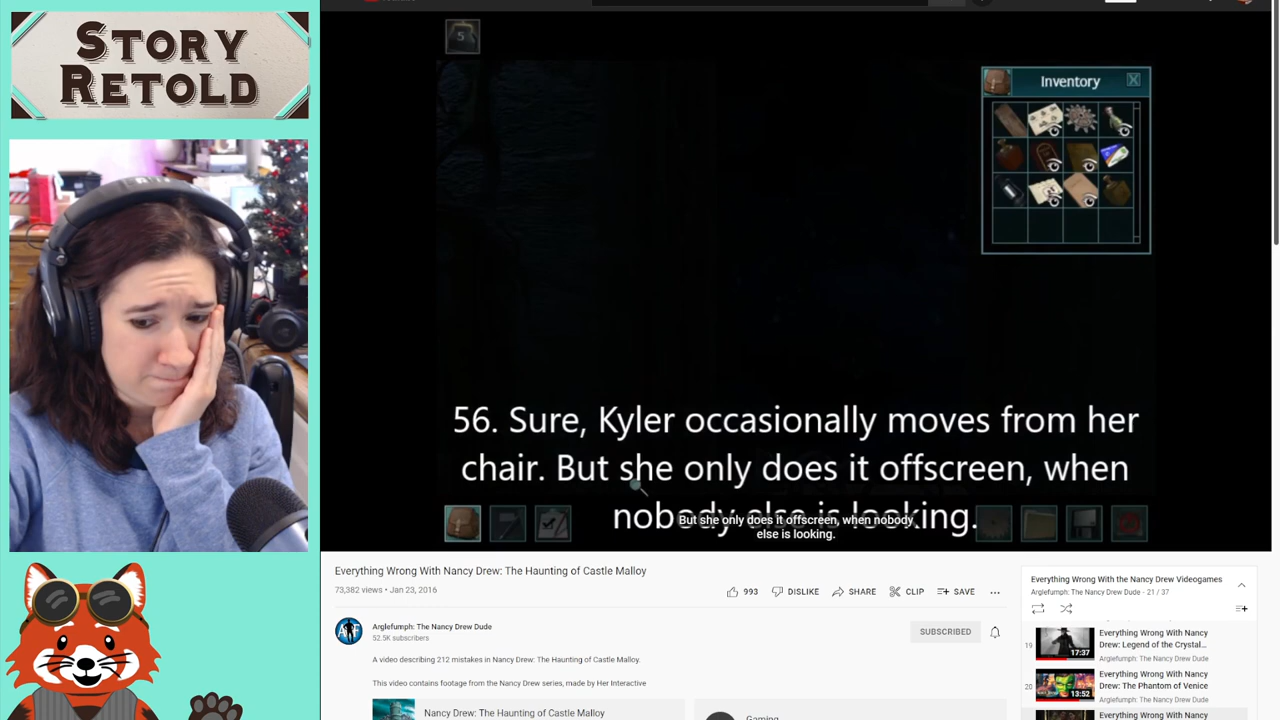 STORY
RETOLD
5
Inventory
56. Sure, Kyler occasionally moves from her
chair. But she only does it offscreen, when
nobody else is looking.
But she only does it offscreen, when nobody
else is looking.
Everything Wrong With Nancy Drew: The Haunting of Castle Malloy
73,382 views • Jan 23, 2016
993
DISLIKE
SHARE
CLIP
SAVE
Arglefumph: The Nancy Drew Dude
52.5K subscribers
SUBSCRIBED
A video describing 212 mistakes in Nancy Drew: The Haunting of Castle Malloy.
This video contains footage from the Nancy Drew series, made by Her Interactive
Nancy Drew: The Haunting of Castle Malloy
Gaming
Everything Wrong With the Nancy Drew Videogames
Arglefumph: The Nancy Drew Dude - 21 / 37
19
17:37
Everything Wrong With Nancy
Drew: Legend of the Crystal...
Arglefumph: The Nancy Drew Dude
20
13:52
Everything Wrong With Nancy
Drew: The Phantom of Venice
Arglefumph: The Nancy Drew Dude
Everything Wrong With Nancy